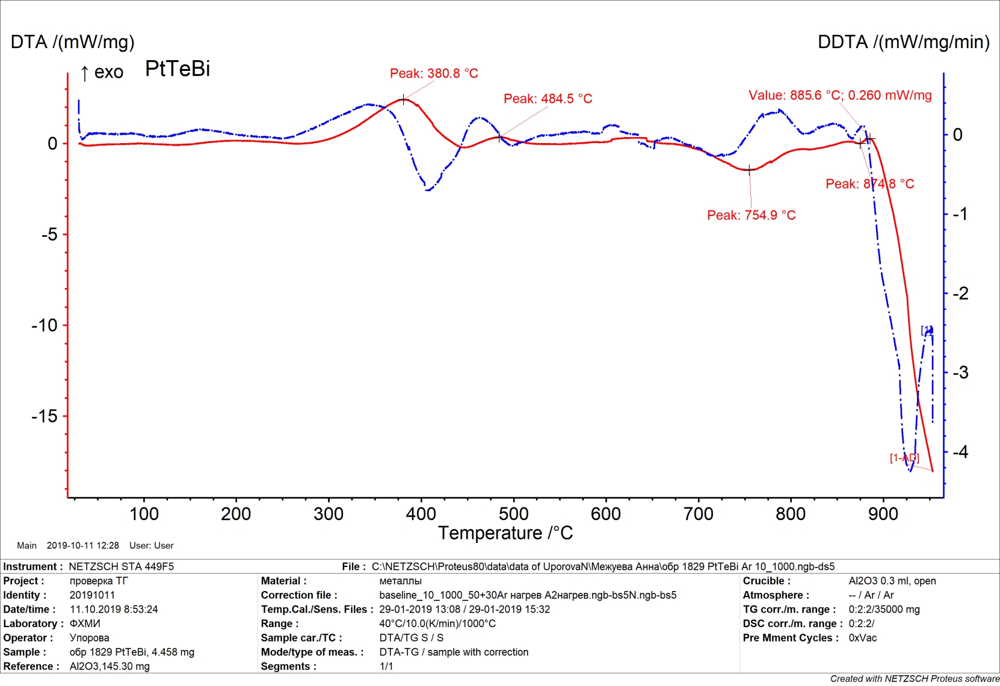 DTA /(mW/mg)
DDTA /(mW/mg/min)
↑ exo
PtTeBi
Peak: 380.8 °C
Peak: 484.5 °C
Value: 885.6 °C; 0.260 mW/mg
Peak: 874.8 °C
Peak: 754.9 °C
[1]
[1-AD]
0
-5
-10
-15
0
-1
-2
-3
-4
100 200 300 400 500 600 700 800 900
Temperature /°C
Main 2019-10-11 12:28 User: User
Instrument : NETZSCH STA 449F5 File : C:\NETZSCH\Proteus80\data\data of UporovaN\Межуева Анна\обр 1829 PtTeBi Ar 10_1000.ngb-ds5
Project : проверка ТГ Material : металлы Crucible : Al2O3 0.3 ml, open
Identity : 20191011 Correction file : baseline_10_1000_50+30Ar нагрев А2нагрев.ngb-bs5N.ngb-bs5 Atmosphere : -- / Ar / Ar
Date/time : 11.10.2019 8:53:24 Temp.Cal./Sens. Files : 29-01-2019 13:08 / 29-01-2019 15:32 TG corr./m. range : 0:2:2/35000 mg
Laboratory : ФХМИ Range : 40°C/10.0(K/min)/1000°C DSC corr./m. range : 0:2:2/
Operator : Упорова Sample car./TC : DTA/TG S / S Pre Mment Cycles : 0xVac
Sample : обр 1829 PtTeBi, 4.458 mg Mode/type of meas. : DTA-TG / sample with correction
Reference : Al2O3,145.30 mg Segments : 1/1
Created with NETZSCH Proteus software